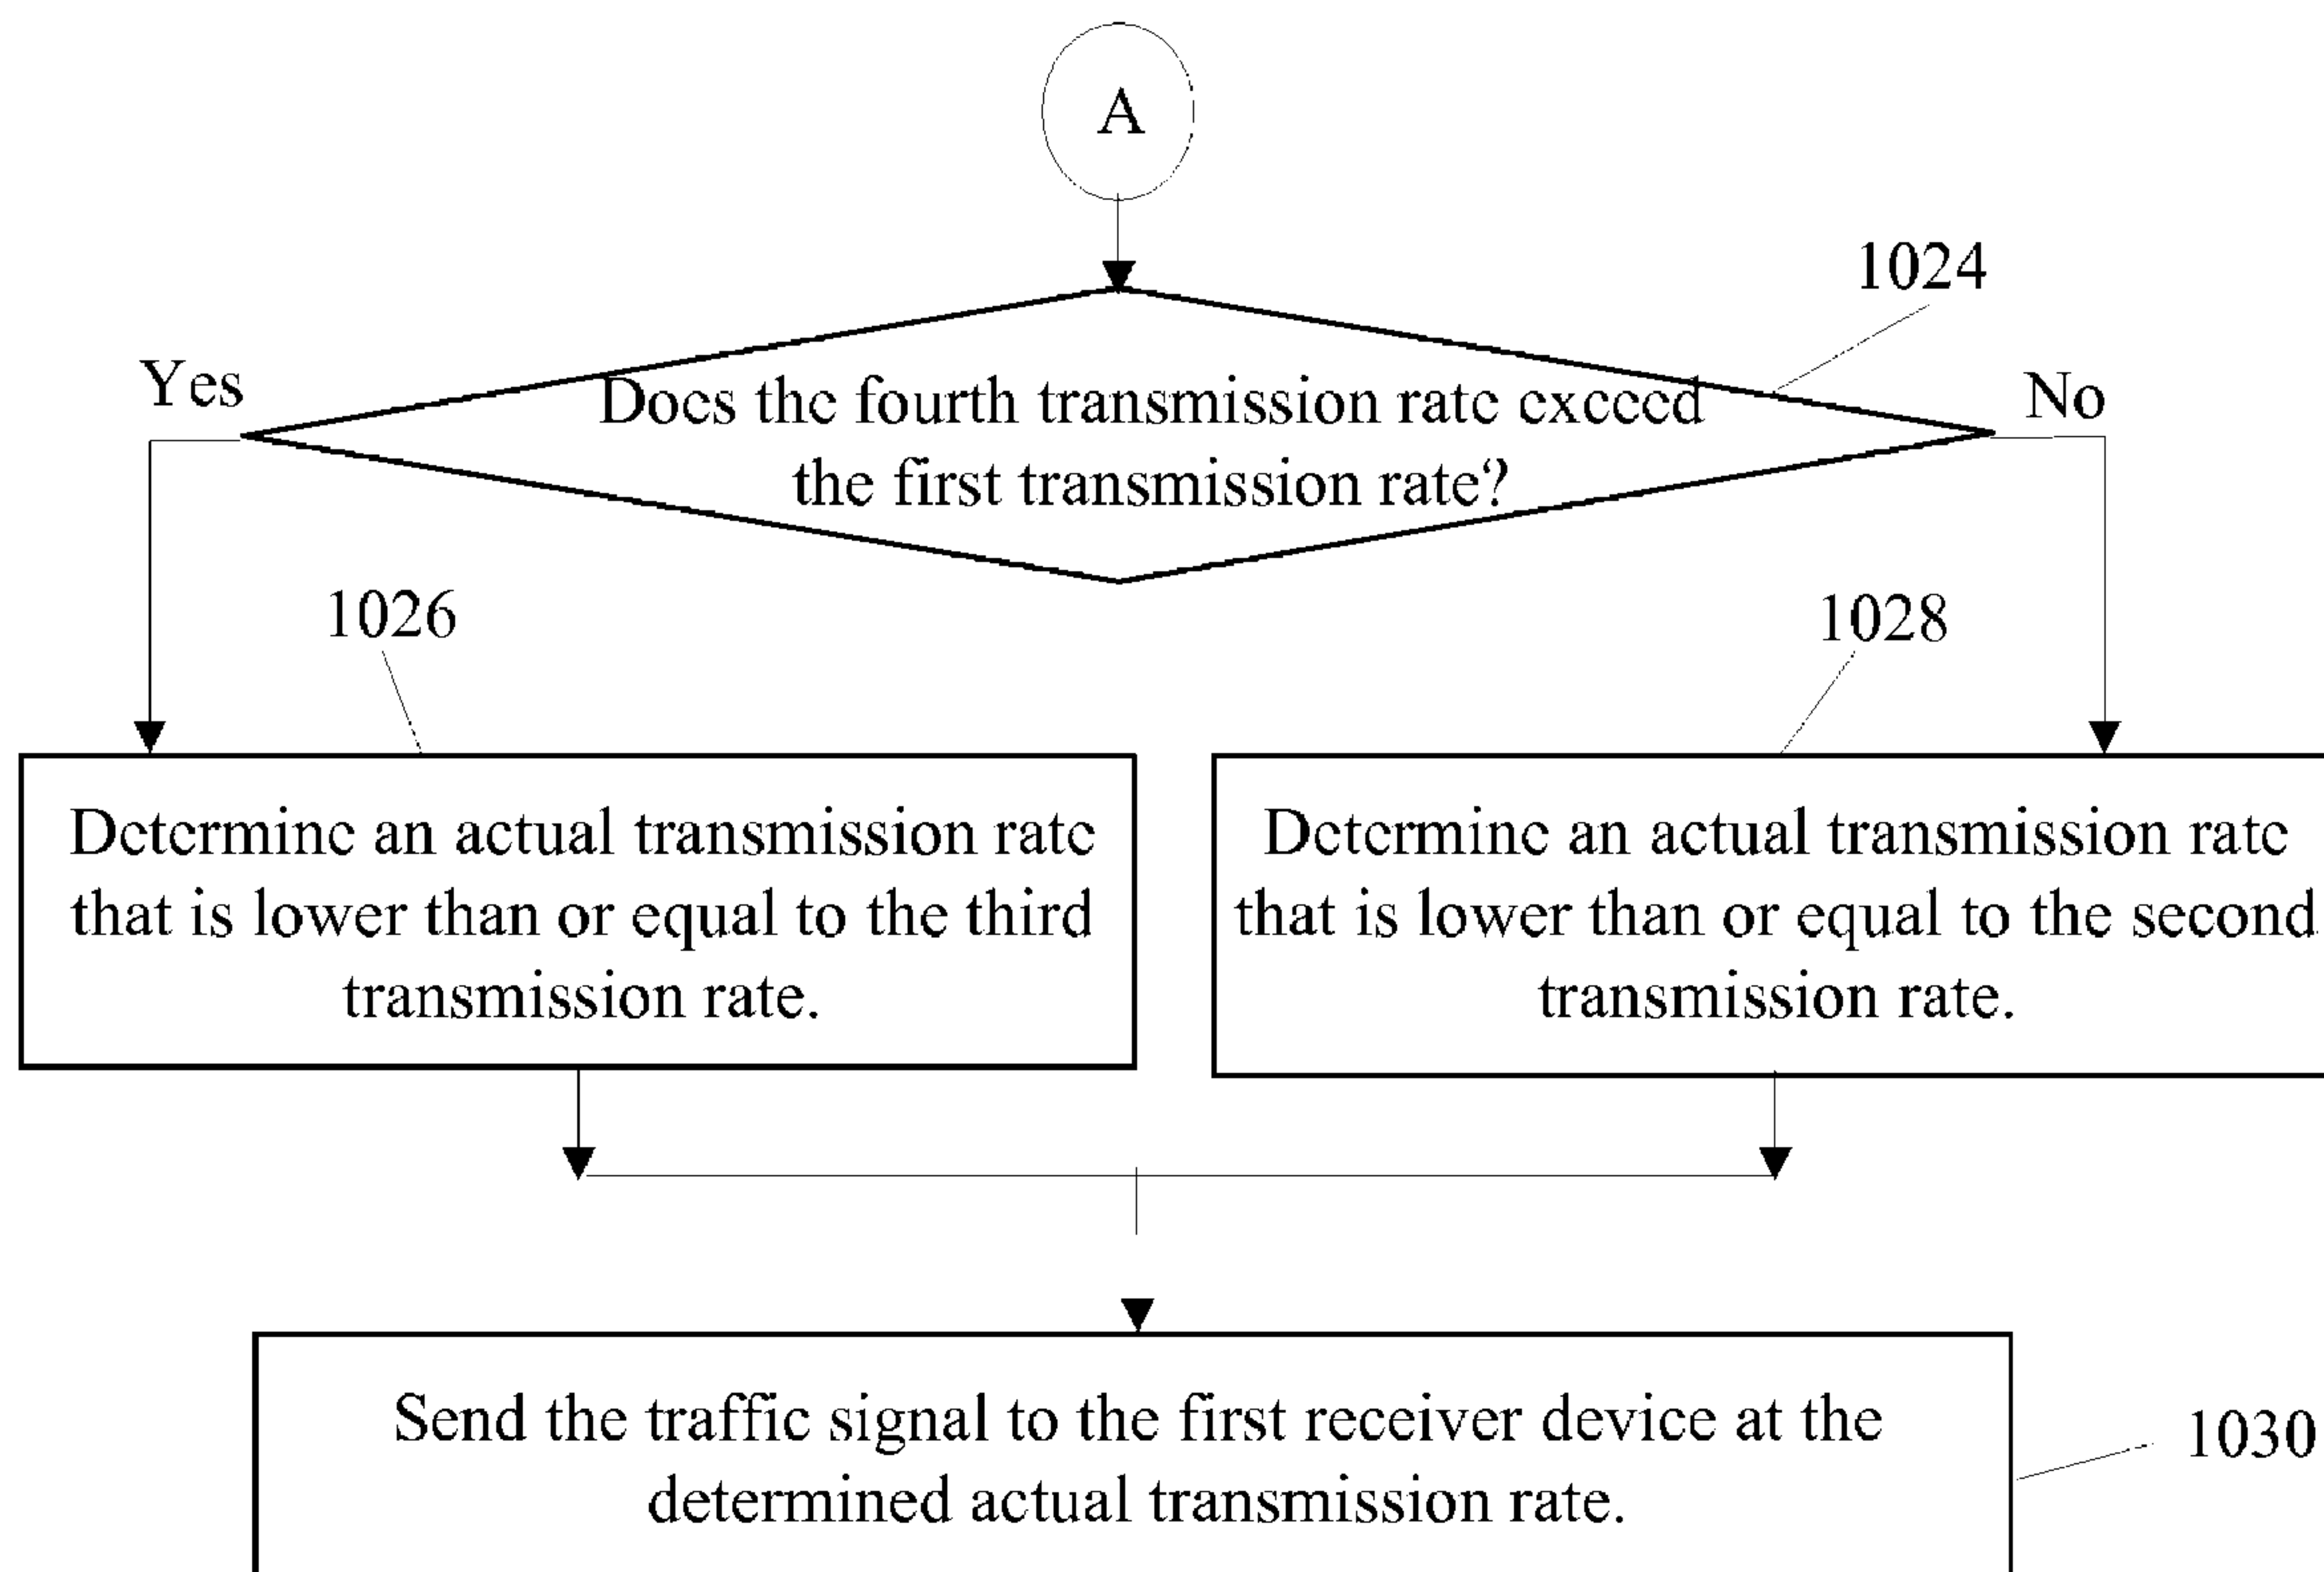 A
1024
Yes
No
Does the fourth transmission rate exceed
the first transmission rate?
1026
1028
Determine an actual transmission rate
that is lower than or equal to the third
transmission rate.
Determine an actual transmission rate
that is lower than or equal to the second
transmission rate.
Send the traffic signal to the first receiver device at the
determined actual transmission rate.
1030